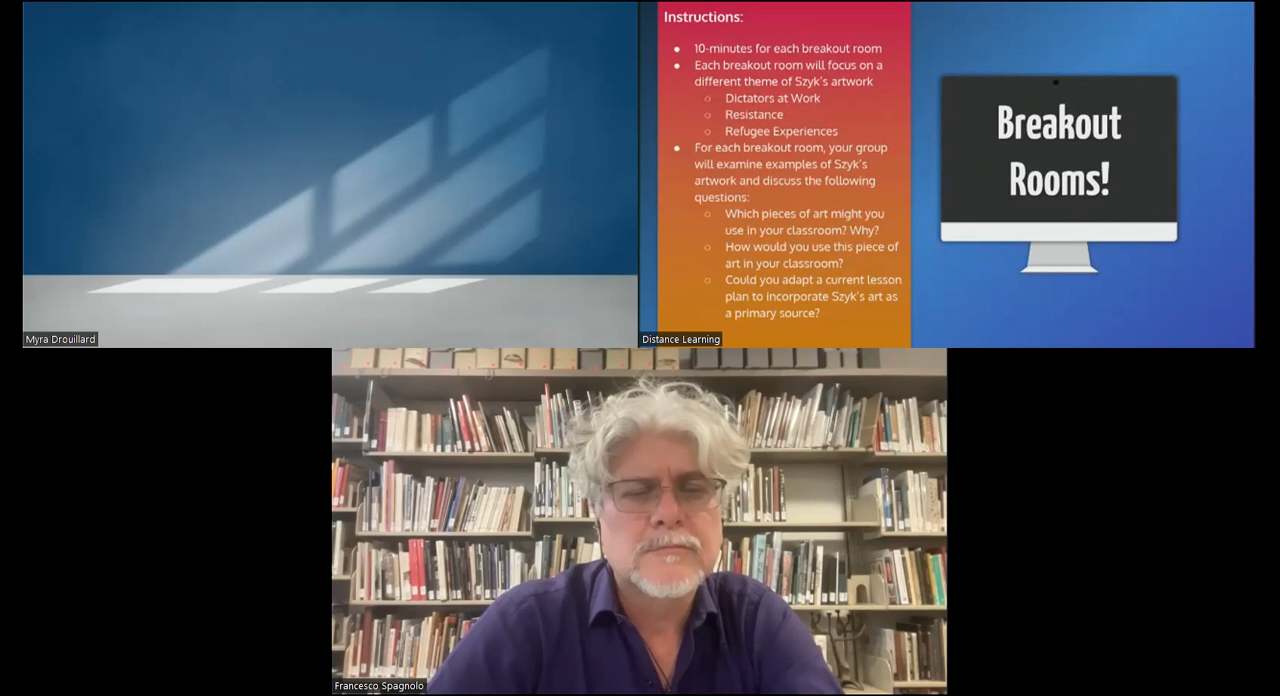 Instructions:
● 10-minutes for each breakout room
● Each breakout room will focus on a
different theme of Szyk's artwork
○ Dictators at Work
○ Resistance
○ Refugee Experiences
● For each breakout room, your group
will examine examples of Szyk's
artwork and discuss the following
questions:
○ Which pieces of art might you
use in your classroom? Why?
○ How would you use this piece of
art in your classroom?
○ Could you adapt a current lesson
plan to incorporate Szyk's art as
a primary source?
Breakout
Rooms!
Myra Drouillard
Distance Learning
Francesco Spagnolo